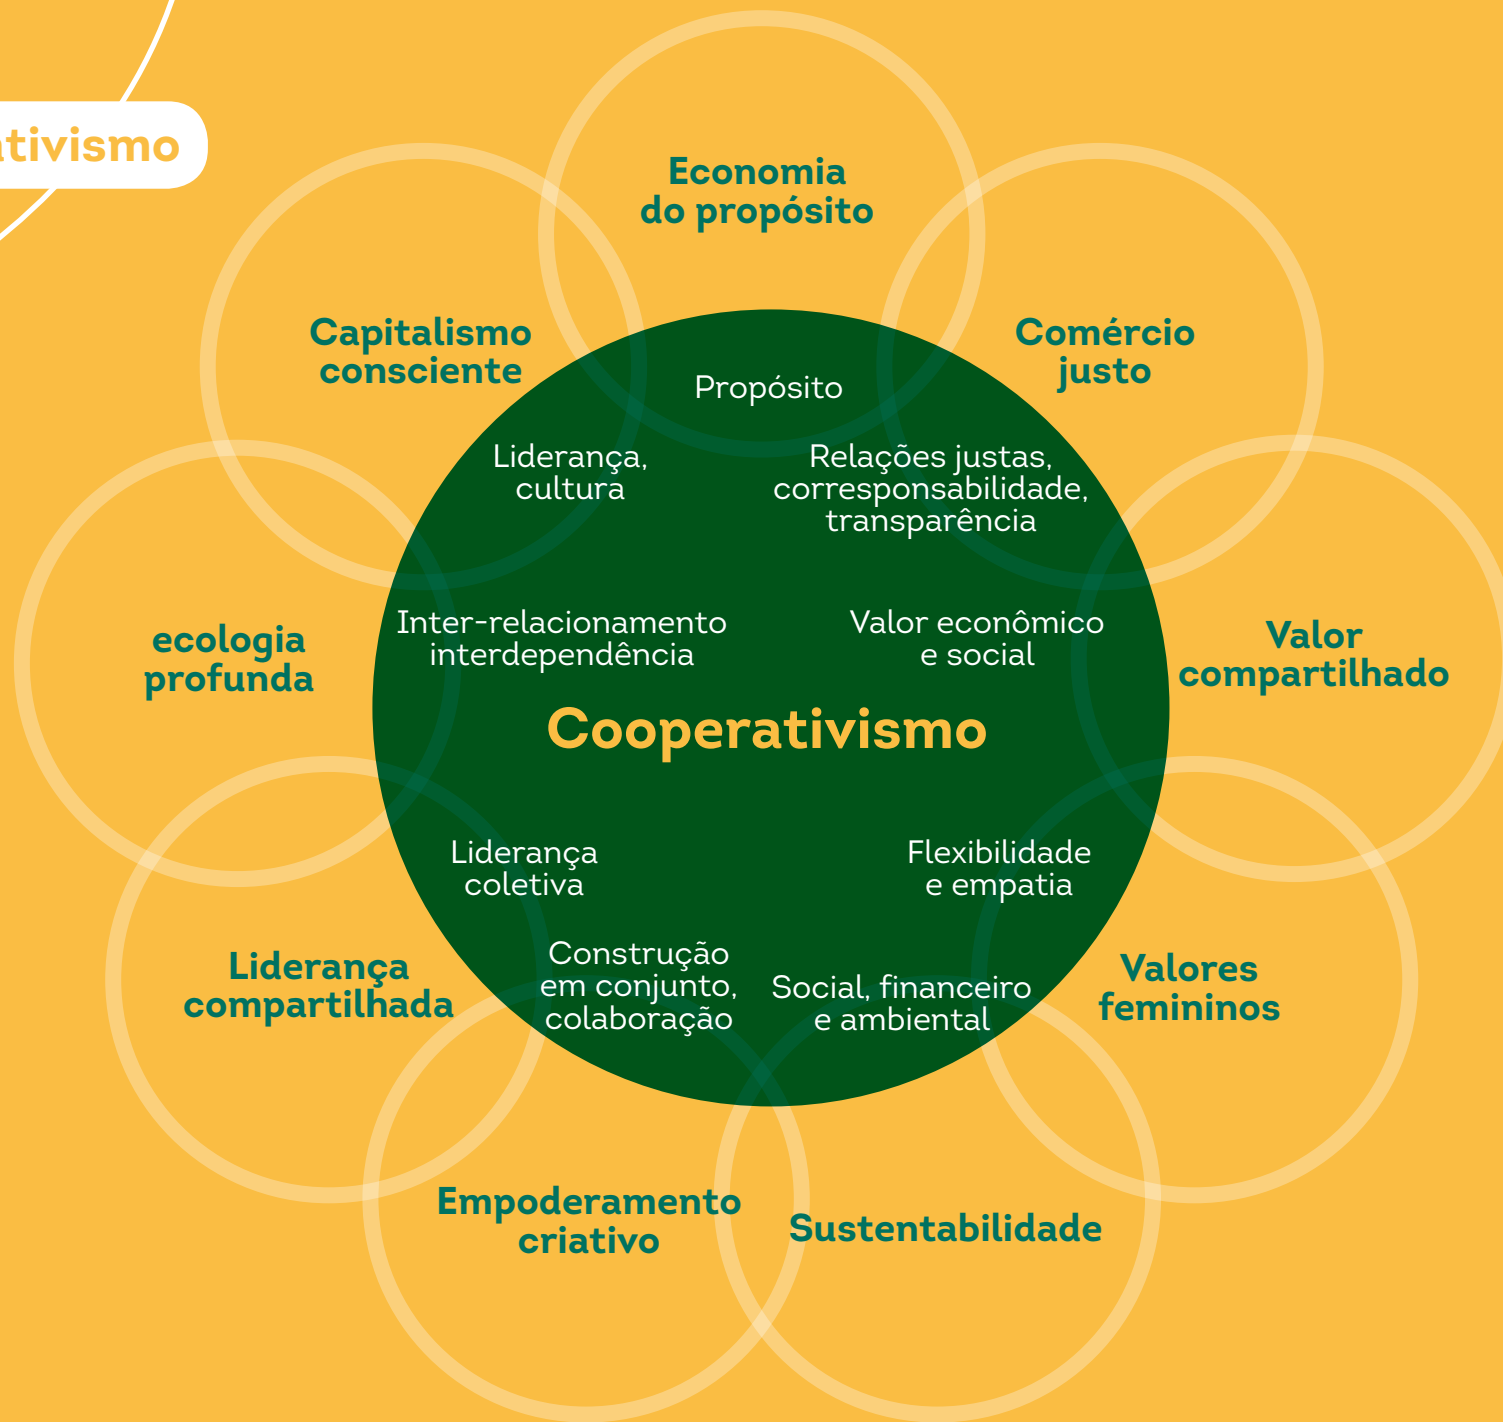 ativismo
Economia
do propósito
Capitalismo
consciente
Comércio
justo
Propósito
Liderança,
cultura
Relações justas,
corresponsabilidade,
transparência
Inter-relacionamento
interdependência
Valor econômico
e social
ecologia
profunda
Valor
compartilhado
Cooperativismo
Liderança
coletiva
Flexibilidade
e empatia
Construção
em conjunto,
colaboração
Social, financeiro
e ambiental
Liderança
compartilhada
Valores
femininos
Empoderamento
criativo
Sustentabilidade